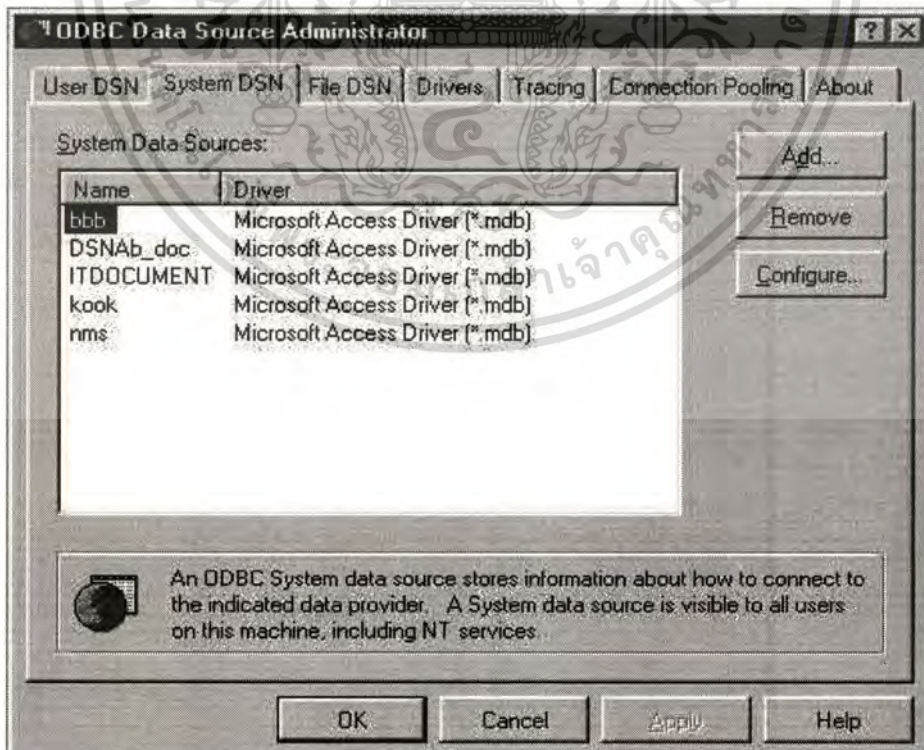 ODBC Data Source Administrator
User DSN System DSN File DSN Drivers Tracing Connection Pooling About
System Data Sources:
Name Driver
bbb Microsoft Access Driver (*.mdb)
DSNAb_doc Microsoft Access Driver (*.mdb)
ITDOCUMENT Microsoft Access Driver (*.mdb)
kook Microsoft Access Driver (*.mdb)
nms Microsoft Access Driver (*.mdb)
Add...
Remove
Configure...
An ODBC System data source stores information about how to connect to
the indicated data provider. A System data source is visible to all users
on this machine, including NT services.
OK Cancel Apply Help